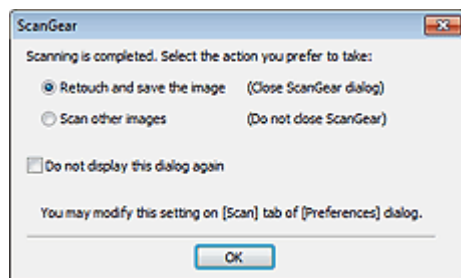 ScanGear
Scanning is completed. Select the action you prefer to take:
Retouch and save the image (Close ScanGear dialog)
Scan other images (Do not close ScanGear)
Do not display this dialog again
You may modify this setting on [Scan] tab of [Preferences] dialog.
OK